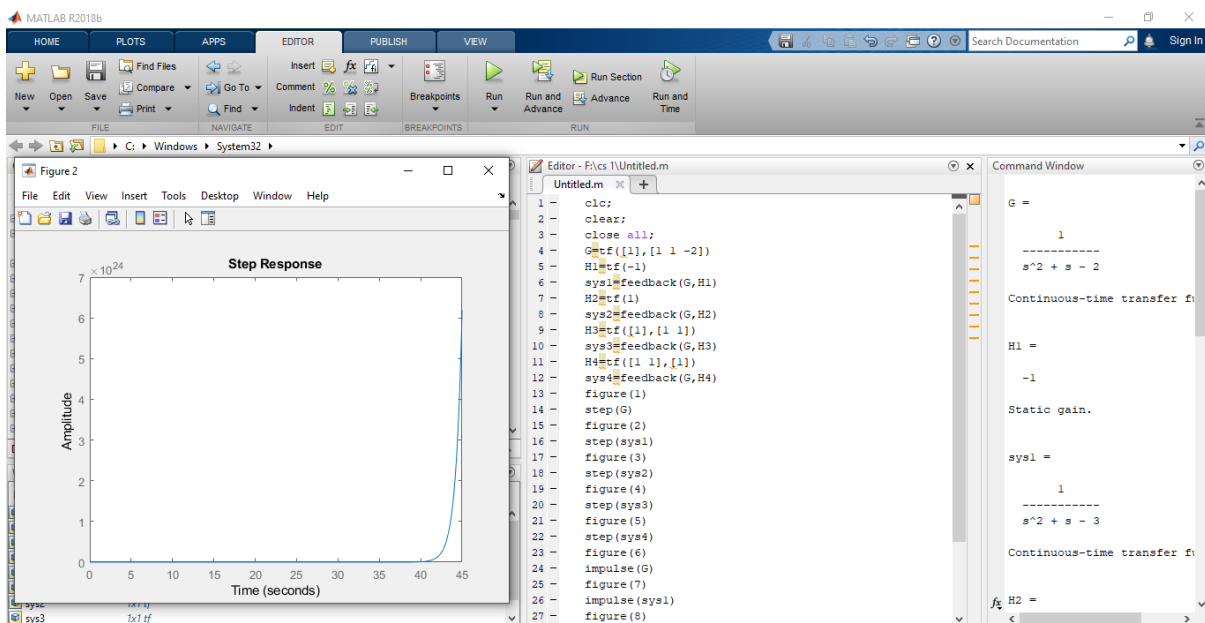 MATLAB R2018b
HOME PLOTS APPS EDITOR PUBLISH VIEW Search Documentation Sign In
New Open Save Find Files Compare Print Go To Find Insert Comment Indent fx Breakpoints Run Run and Advance Run Section Advance Run and Time
FILE NAVIGATE EDIT BREAKPOINTS RUN
C: Windows System32
Figure 2
File Edit View Insert Tools Desktop Window Help
Step Response
×10^24
7
6
5
4
3
2
1
0
Amplitude
0 5 10 15 20 25 30 35 40 45
Time (seconds)
sys2 1x1 tf
sys3 1x1 tf
Editor - F:\cs 1\Untitled.m
Untitled.m +
1 - clc;
2 - clear;
3 - close all;
4 - G=tf([1],[1 1 -2])
5 - H1=tf(-1)
6 - sys1=feedback(G,H1)
7 - H2=tf(1)
8 - sys2=feedback(G,H2)
9 - H3=tf([1],[1 1])
10 - sys3=feedback(G,H3)
11 - H4=tf([1 1],[1])
12 - sys4=feedback(G,H4)
13 - figure(1)
14 - step(G)
15 - figure(2)
16 - step(sys1)
17 - figure(3)
18 - step(sys2)
19 - figure(4)
20 - step(sys3)
21 - figure(5)
22 - step(sys4)
23 - figure(6)
24 - impulse(G)
25 - figure(7)
26 - impulse(sys1)
27 - figure(8)
Command Window
G =
1
-----------
s^2 + s - 2
Continuous-time transfer
H1 =
-1
Static gain.
sys1 =
1
-----------
s^2 + s - 3
Continuous-time transfer
fx H2 =